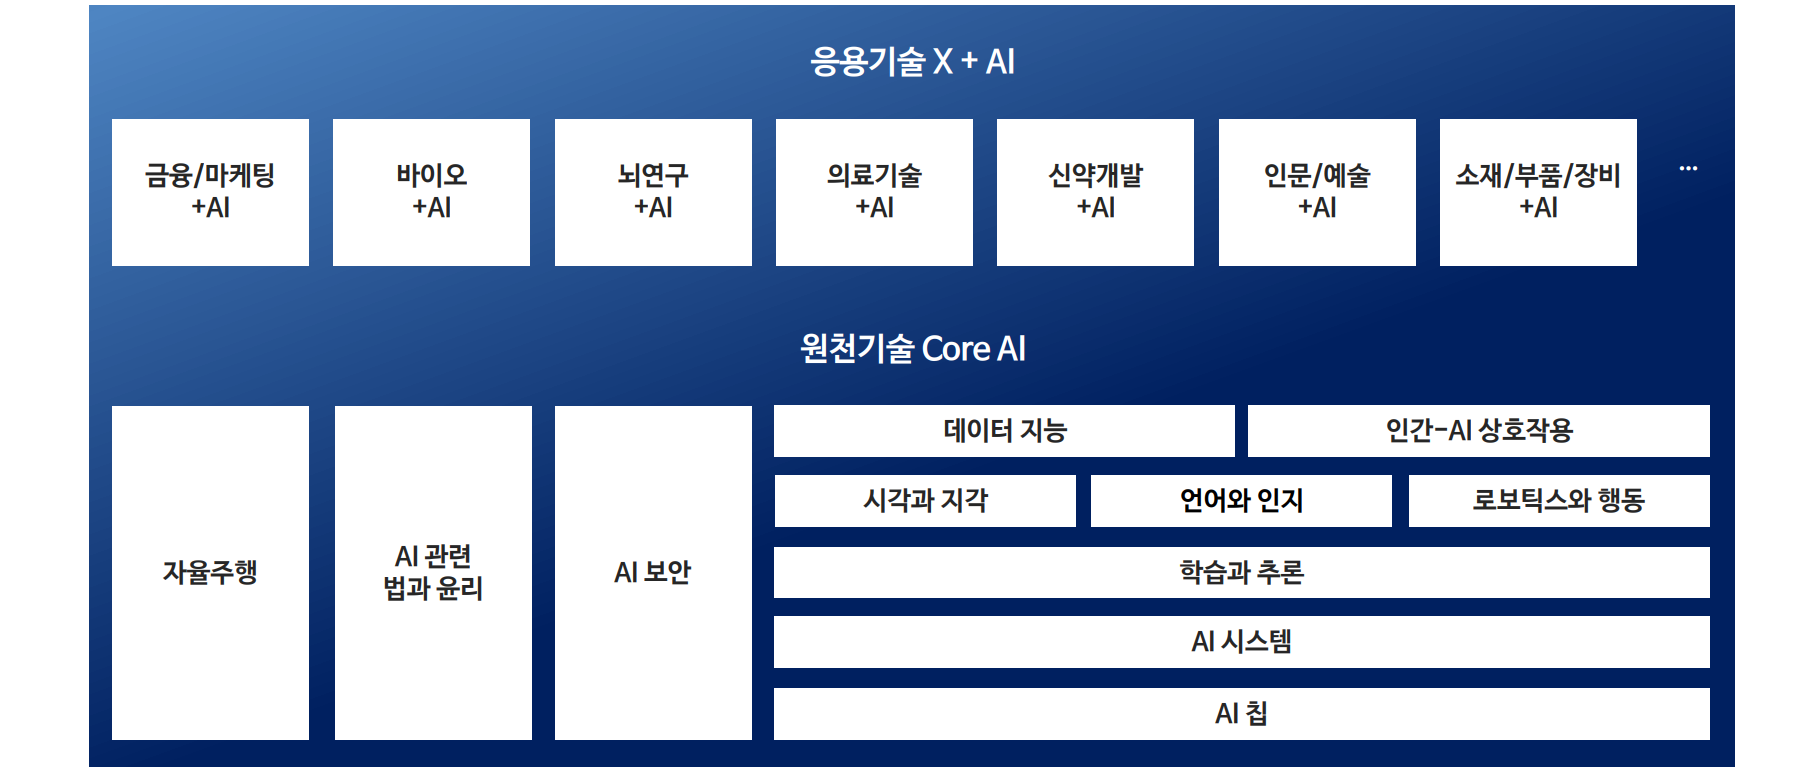 응용기술 X + AI
금융/마케팅
+AI
바이오
+AI
뇌연구
+AI
의료기술
+AI
신약개발
+AI
인문/예술
+AI
소재/부품/장비
+AI
...
원천기술 Core AI
자율주행
AI 관련
법과 윤리
AI 보안
데이터 지능
인간-AI 상호작용
시각과 지각
언어와 인지
로보틱스와 행동
학습과 추론
AI 시스템
AI 칩